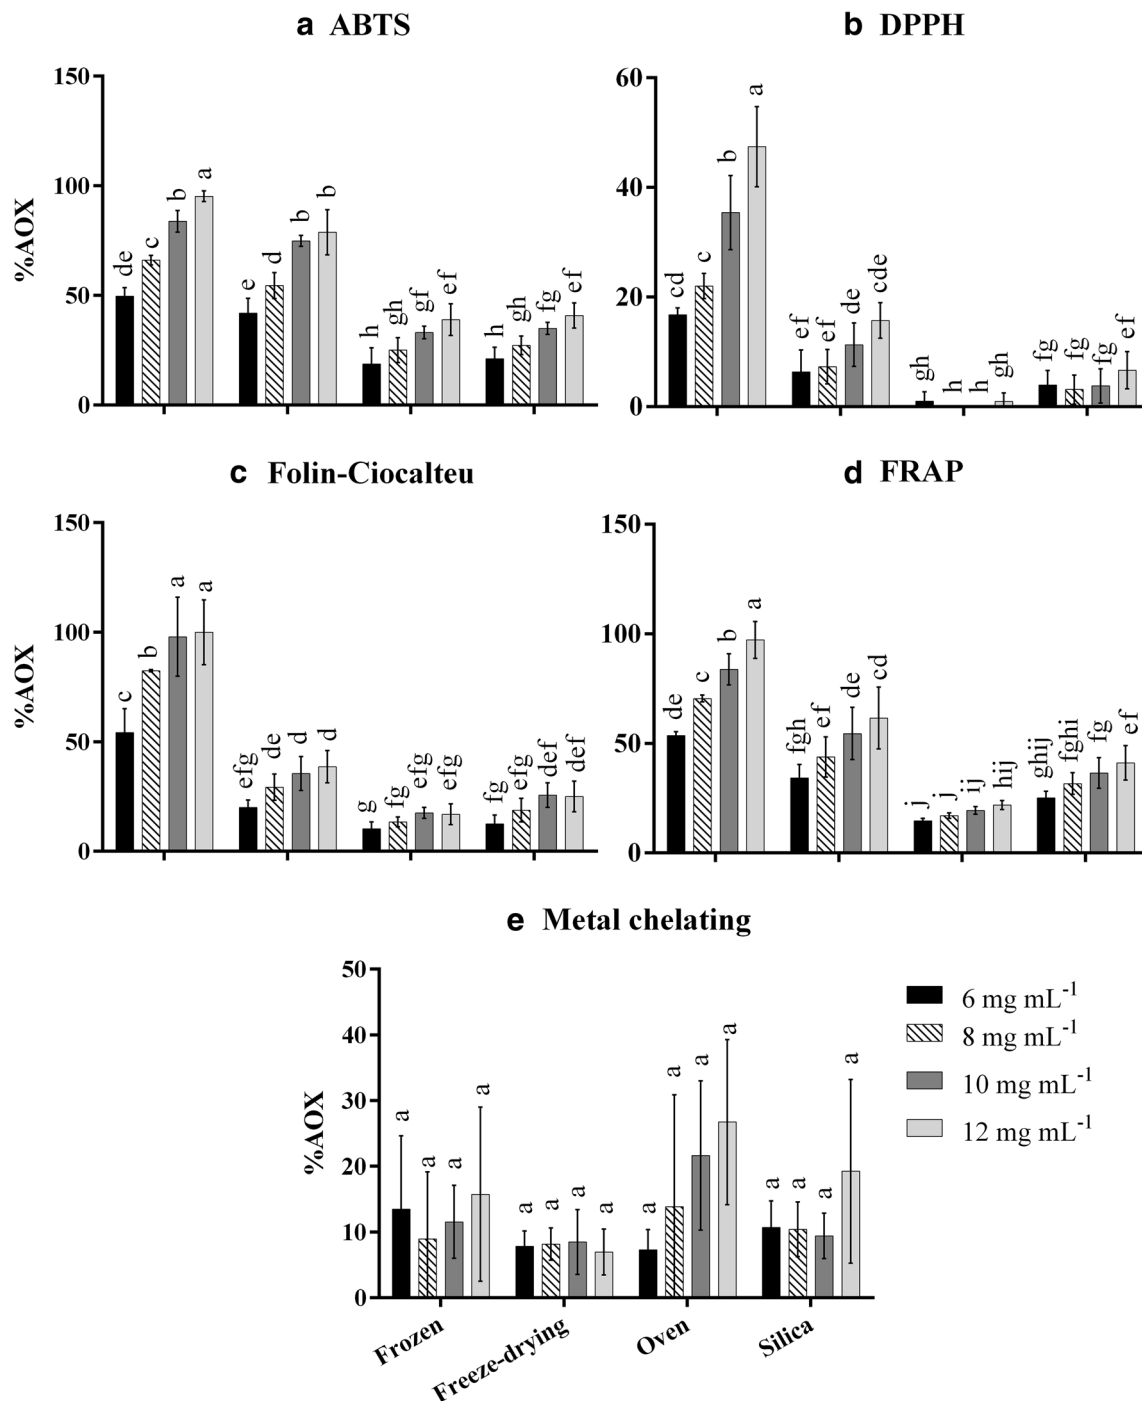 a ABTS
150
100
50
0
%AOX
de c b a
e d b b
h gh gf ef
h gh fg ef
b DPPH
60
40
20
0
cd c b a
ef ef de cde
gh h h gh
fg fg fg ef
c Folin-Ciocalteu
150
100
50
0
%AOX
c b a a
efg de d d
g fg efg efg
fg efg def def
d FRAP
150
100
50
0
de c b a
fgh ef de cd
j j ij hij
ghij fghi fg ef
e Metal chelating
50
40
30
20
10
0
%AOX
a a a a
a a a a
a a a a
a a a a
Frozen
Freeze-drying
Oven
Silica
6 mg mL-1
8 mg mL-1
10 mg mL-1
12 mg mL-1